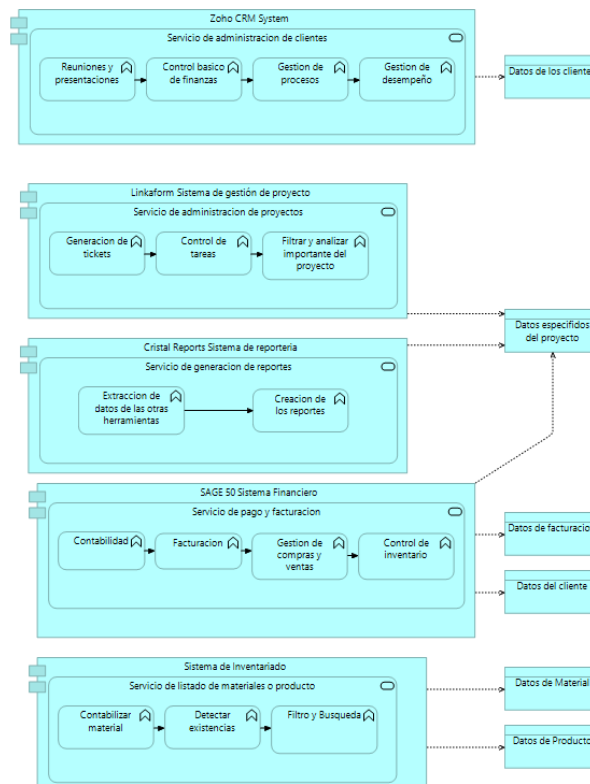 Zoho CRM System
Servicio de administracion de clientes
Reuniones y
presentaciones
Control basico
de finanzas
Gestion de
procesos
Gestion de
desempeño
Datos de los cliente
Linkaform Sistema de gestión de proyecto
Servicio de administracion de proyectos
Generacion de
tickets
Control de
tareas
Filtrar y analizar
importante del
proyecto
Datos especifidos
del proyecto
Cristal Reports Sistema de reporteria
Servicio de generacion de reportes
Extraccion de
datos de las otras
herramientas
Creacion de
los reportes
SAGE 50 Sistema Financiero
Servicio de pago y facturacion
Contabilidad
Facturacion
Gestion de
compras y
ventas
Control de
inventario
Datos de facturacion
Datos del cliente
Sistema de Inventariado
Servicio de listado de materiales o producto
Contabilizar
material
Detectar
existencias
Filtro y Busqueda
Datos de Material
Datos de Producto